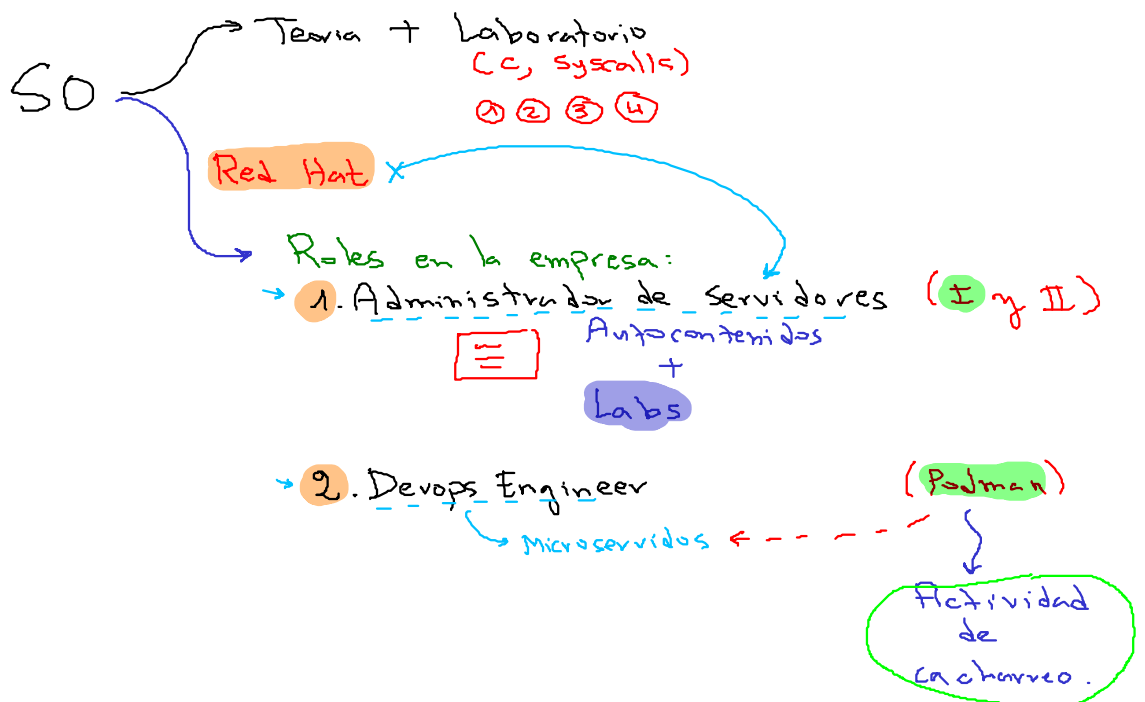 SO
Teoria + Laboratorio
(C, Syscalls)
1 2 3 4
Red Hat
Roles en la empresa:
1. Administrador de servidores (I y II)
Autocontenidos
+
Labs
2. Devops Engineer (Podman)
Microservidos
Actividad
de
cacharreo.